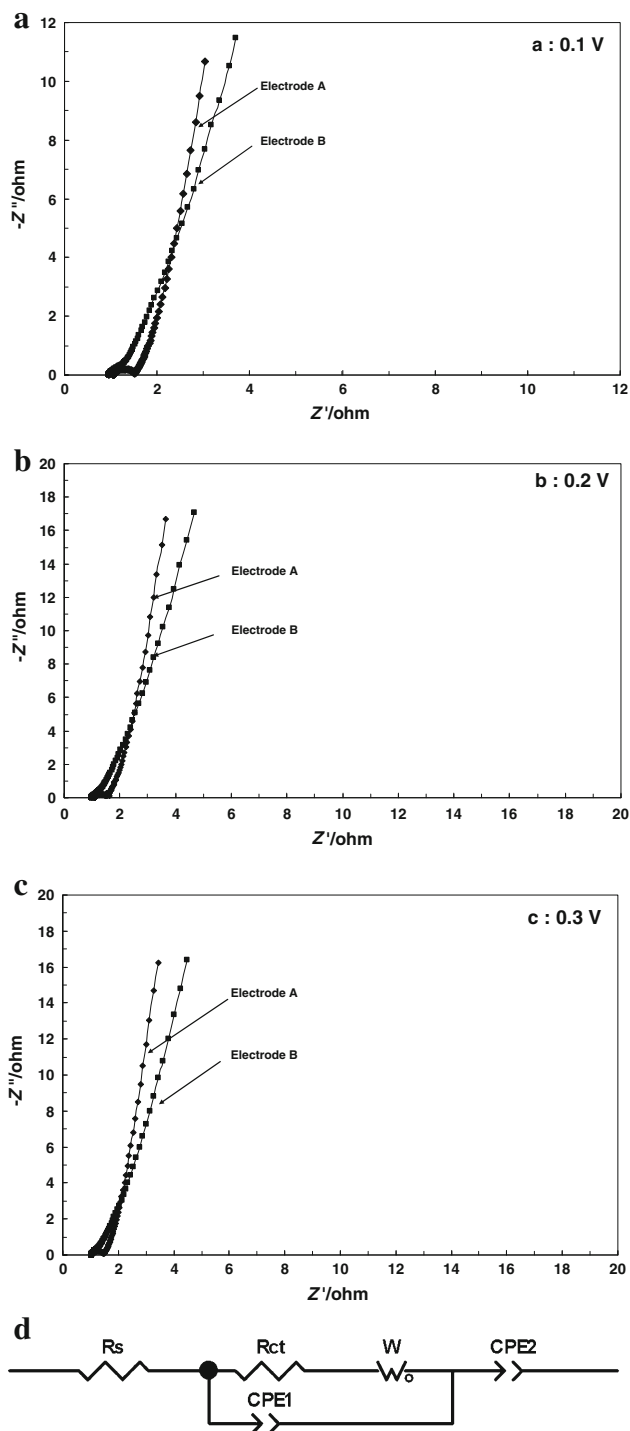 a
a : 0.1 V
12
10
8
6
4
2
0
-Z"/ohm
Electrode A
Electrode B
0 2 4 6 8 10 12
Z'/ohm
b
b : 0.2 V
20
18
16
14
12
10
8
6
4
2
0
-Z"/ohm
Electrode A
Electrode B
0 2 4 6 8 10 12 14 16 18 20
Z'/ohm
c
c : 0.3 V
20
18
16
14
12
10
8
6
4
2
0
-Z"/ohm
Electrode A
Electrode B
0 2 4 6 8 10 12 14 16 18 20
Z'/ohm
d
Rs Rct W CPE2
CPE1